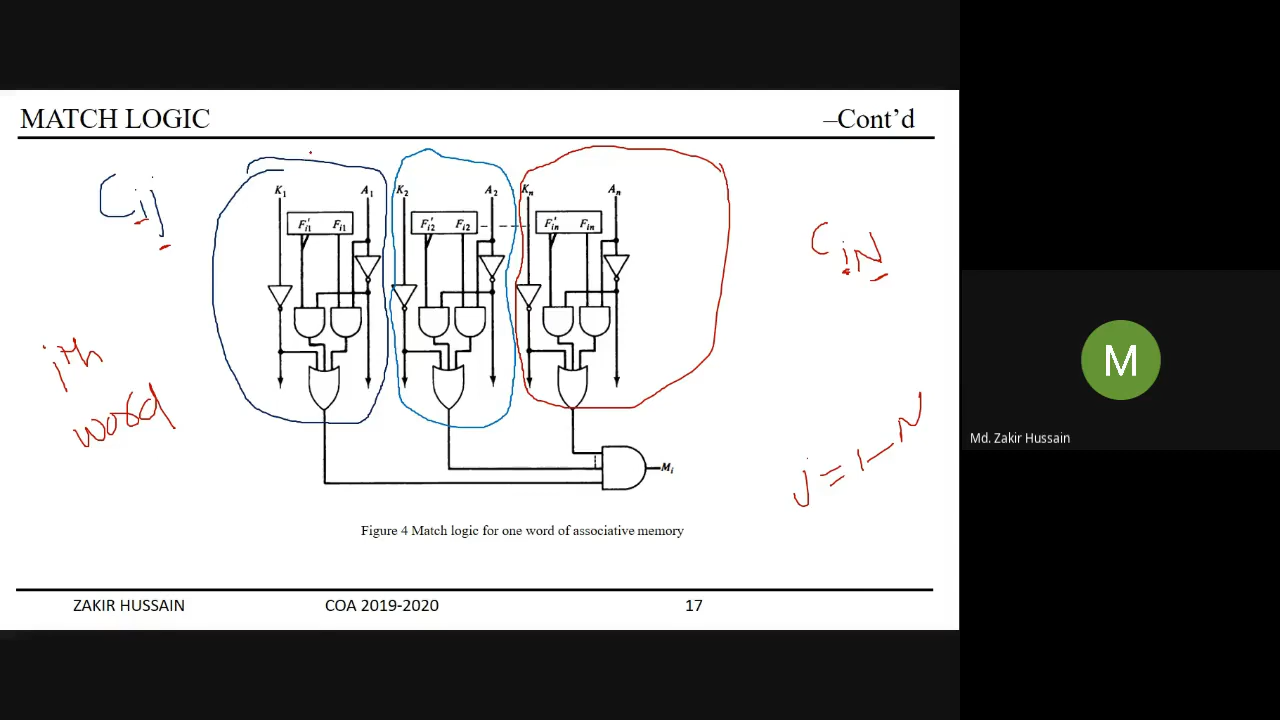 MATCH LOGIC
–Cont’d
Cij
K1 A1 K2 A2 Kn An
F'i1 Fi1 F'i2 Fi2 F'in Fin
CiN
ith
word
j = 1 — N
Mi
Figure 4 Match logic for one word of associative memory
ZAKIR HUSSAIN COA 2019-2020 17
M
Md. Zakir Hussain